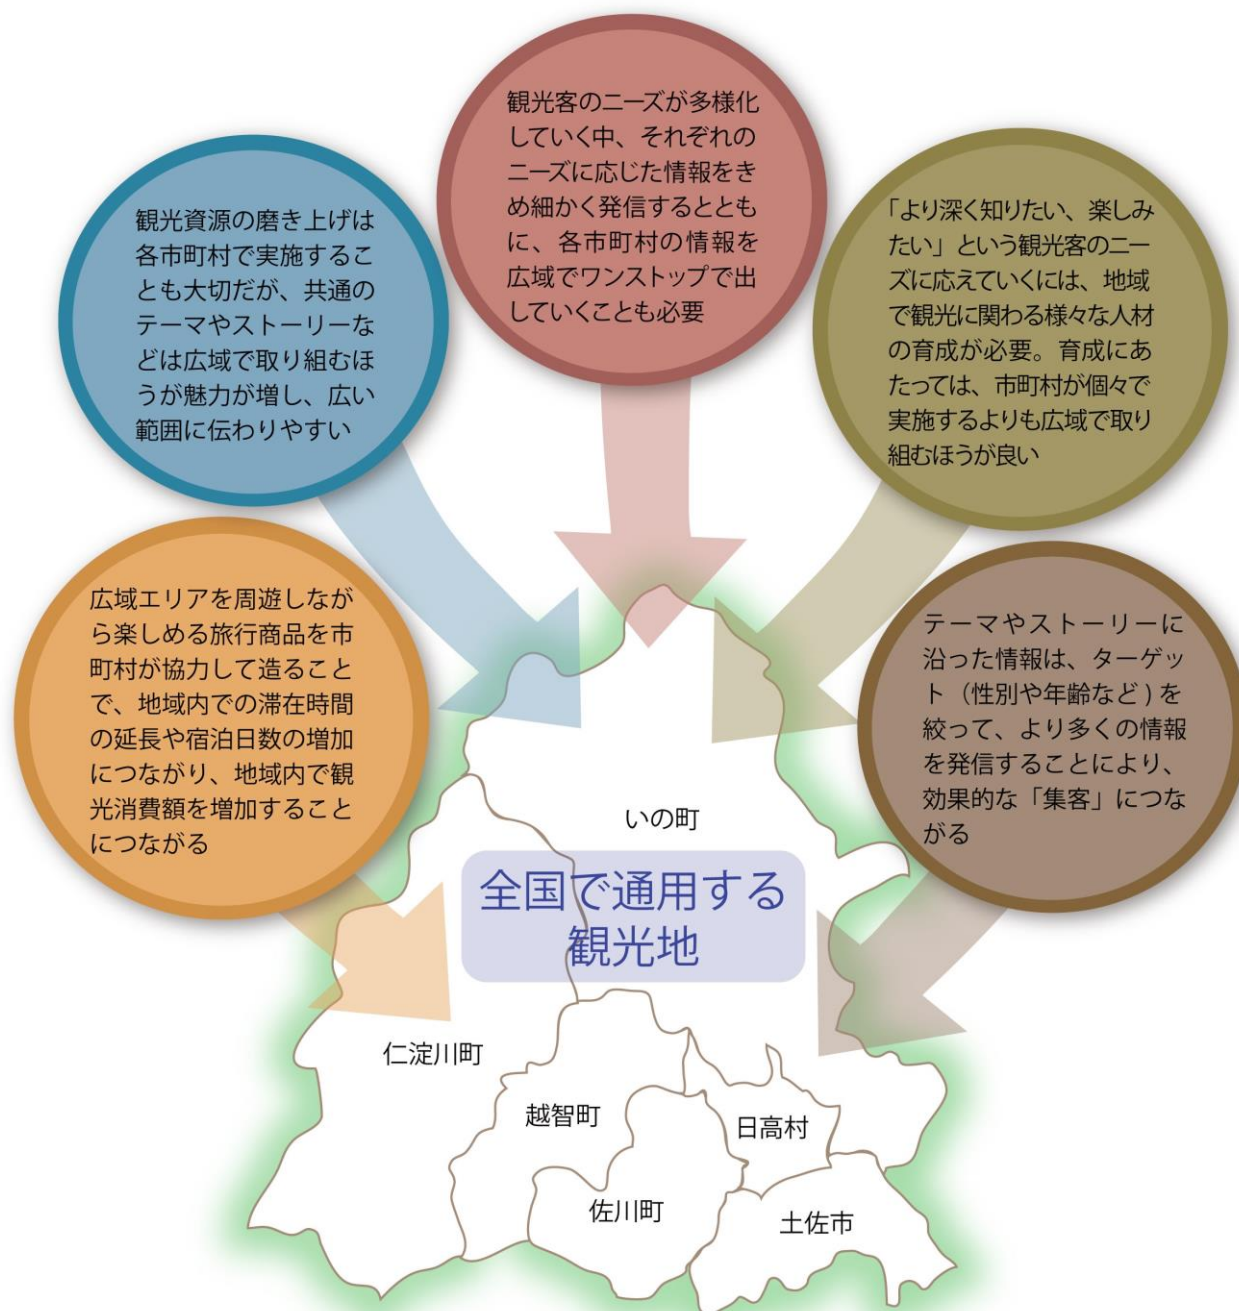 観光客のニーズが多様化
していく中、それぞれの
ニーズに応じた情報をき
め細かく発信するととも
に、各市町村の情報を
広域でワンストップで出
していくことも必要
観光資源の磨き上げは
各市町村で実施するこ
とも大切だが、共通の
テーマやストーリーな
どは広域で取り組むほ
うが魅力が増し、広い
範囲に伝わりやすい
「より深く知りたい、楽しみ
たい」という観光客のニー
ズに応えていくには、地域
で観光に関わる様々な人材
の育成が必要。育成にあ
たっては、市町村が個々で
実施するよりも広域で取り
組むほうが良い
広域エリアを周遊しなが
ら楽しめる旅行商品を市
町村が協力して造ること
で、地域内での滞在時間
の延長や宿泊日数の増加
につながり、地域内で観
光消費額を増加すること
につながる
テーマやストーリーに
沿った情報は、ターゲッ
ト（性別や年齢など）を
絞って、より多くの情報
を発信することにより、
効果的な「集客」につな
がる
いの町
全国で通用する
観光地
仁淀川町
越智町
日高村
佐川町
土佐市